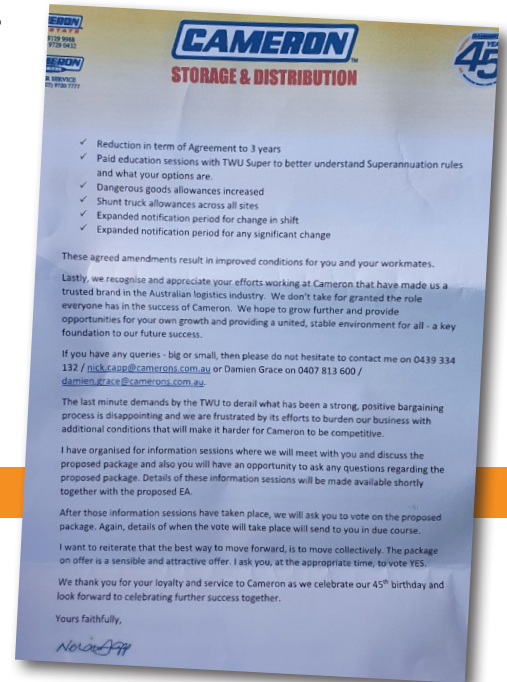 CAMERON
TM
STORAGE & DISTRIBUTION
45
✓ Reduction in term of Agreement to 3 years
✓ Paid education sessions with TWU Super to better understand Superannuation rules
and what your options are.
✓ Dangerous goods allowances increased
✓ Shunt truck allowances across all sites
✓ Expanded notification period for change in shift
✓ Expanded notification period for any significant change
These agreed amendments result in improved conditions for you and your workmates.
Lastly, we recognise and appreciate your efforts working at Cameron that have made us a
trusted brand in the Australian logistics industry. We don't take for granted the role
everyone has in the success of Cameron. We hope to grow further and provide
opportunities for your own growth and providing a united, stable environment for all - a key
foundation to our future success.
If you have any queries - big or small, then please do not hesitate to contact me on 0439 334
132 / nick.capp@camerons.com.au or Damien Grace on 0407 813 600 /
damien.grace@camerons.com.au.
The last minute demands by the TWU to derail what has been a strong, positive bargaining
process is disappointing and we are frustrated by its efforts to burden our business with
additional conditions that will make it harder for Cameron to be competitive.
I have organised for information sessions where we will meet with you and discuss the
proposed package and also you will have an opportunity to ask any questions regarding the
proposed package. Details of these information sessions will be made available shortly
together with the proposed EA.
After those information sessions have taken place, we will ask you to vote on the proposed
package. Again, details of when the vote will take place will send to you in due course.
I want to reiterate that the best way to move forward, is to move collectively. The package
on offer is a sensible and attractive offer. I ask you, at the appropriate time, to vote YES.
We thank you for your loyalty and service to Cameron as we celebrate our 45th birthday and
look forward to celebrating further success together.
Yours faithfully,